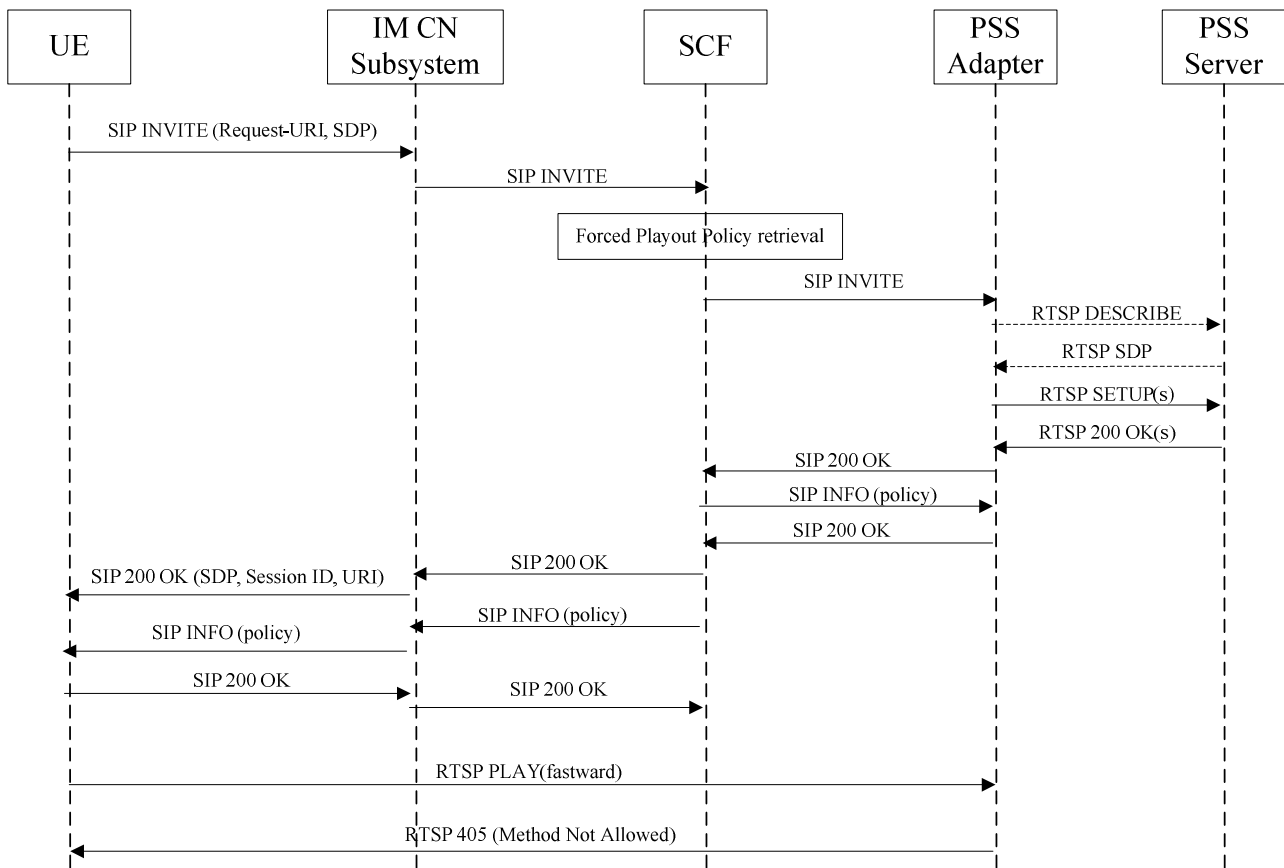 UE
IM CN
Subsystem
SCF
PSS
Adapter
PSS
Server
SIP INVITE (Request-URI, SDP)
SIP INVITE
Forced Playout Policy retrieval
SIP INVITE
RTSP DESCRIBE
RTSP SDP
RTSP SETUP(s)
RTSP 200 OK(s)
SIP 200 OK
SIP INFO (policy)
SIP 200 OK
SIP 200 OK
SIP 200 OK (SDP, Session ID, URI)
SIP INFO (policy)
SIP INFO (policy)
SIP 200 OK
SIP 200 OK
RTSP PLAY(fastward)
RTSP 405 (Method Not Allowed)